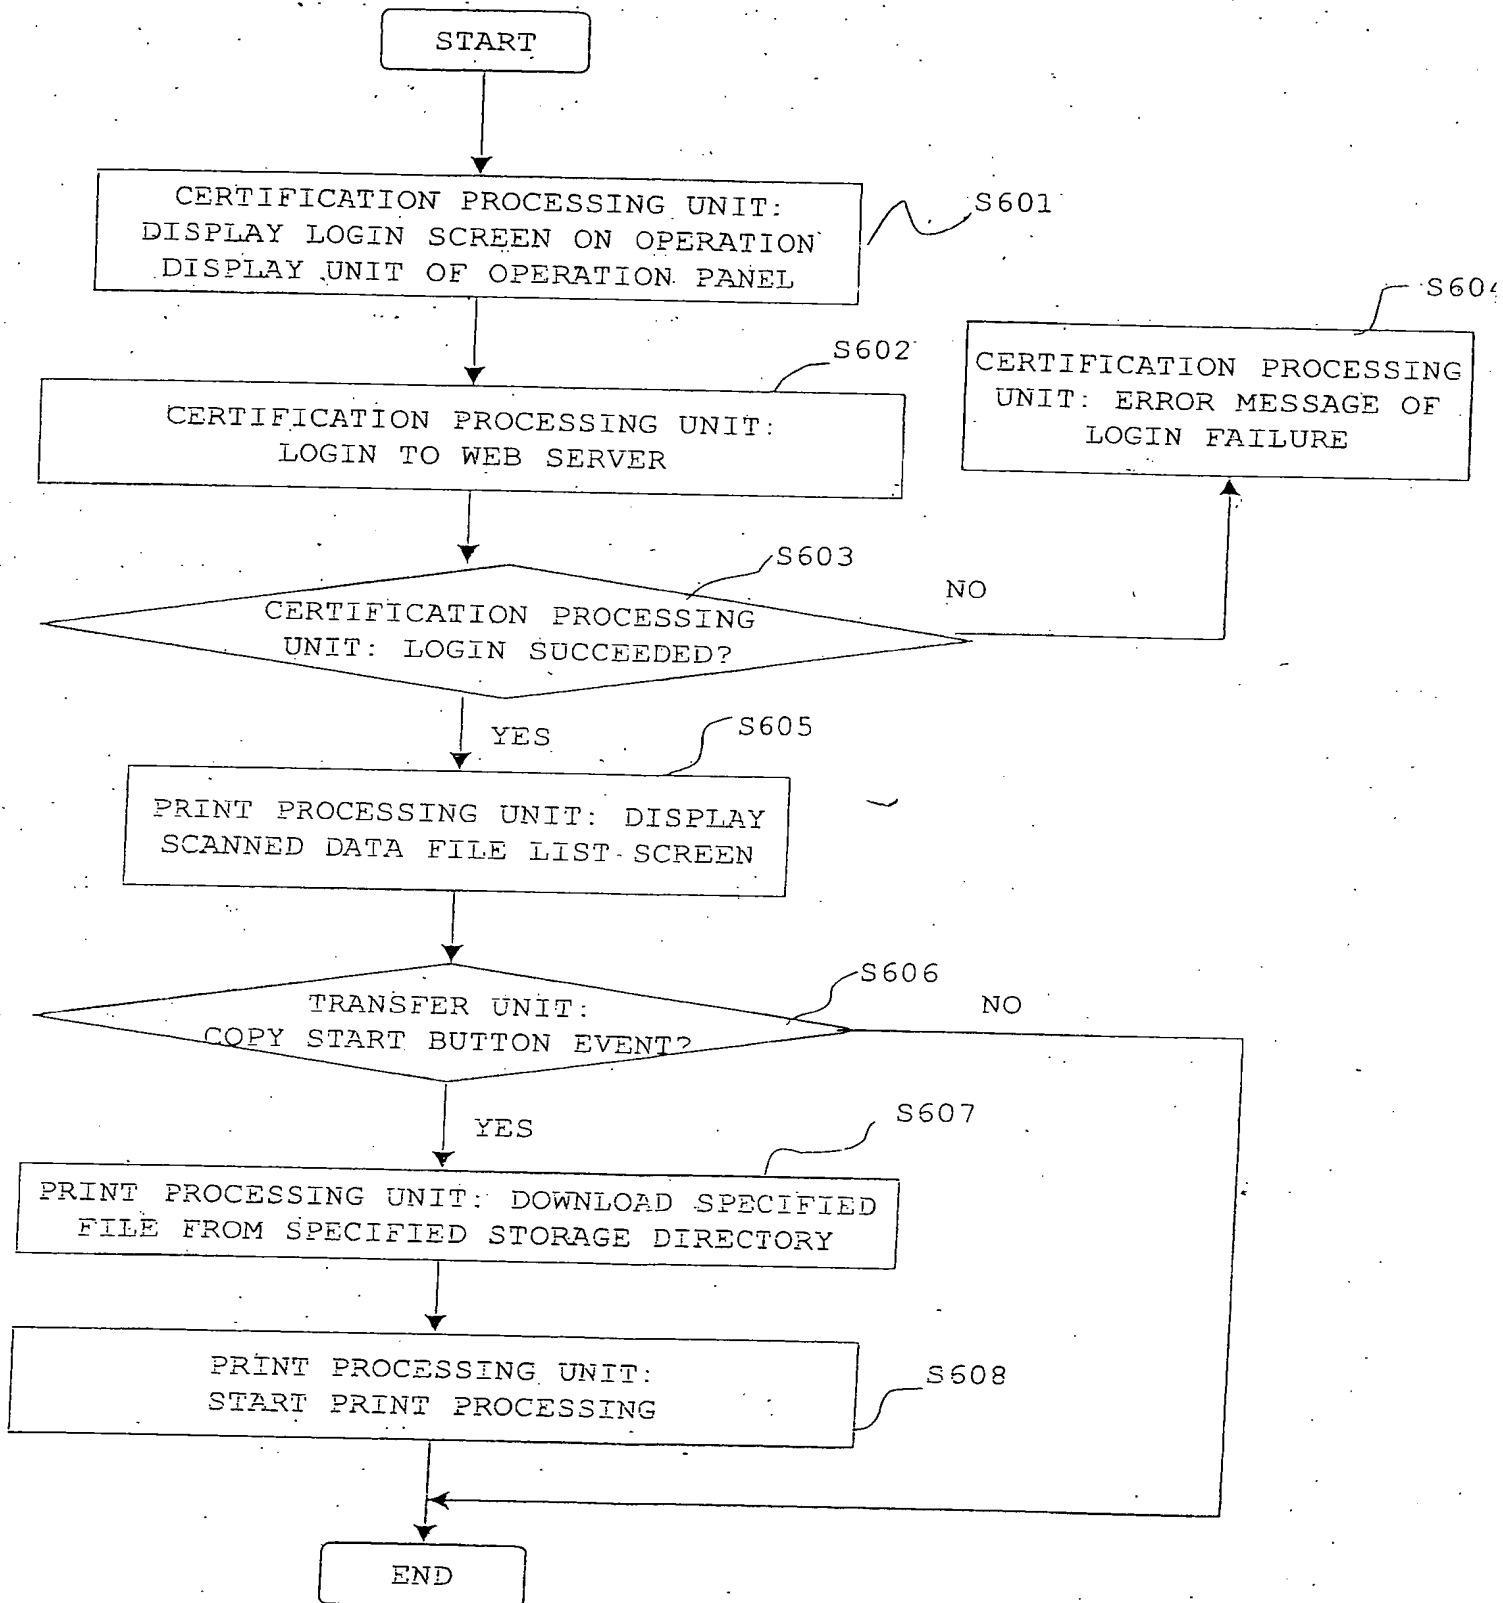 START
CERTIFICATION PROCESSING UNIT:
DISPLAY LOGIN SCREEN ON OPERATION
DISPLAY UNIT OF OPERATION PANEL
S601
S602
CERTIFICATION PROCESSING UNIT:
LOGIN TO WEB SERVER
S604
CERTIFICATION PROCESSING
UNIT: ERROR MESSAGE OF
LOGIN FAILURE
S603
CERTIFICATION PROCESSING
UNIT: LOGIN SUCCEEDED?
NO
YES
S605
PRINT PROCESSING UNIT: DISPLAY
SCANNED DATA FILE LIST SCREEN
S606
TRANSFER UNIT:
COPY START BUTTON EVENT?
NO
YES
S607
PRINT PROCESSING UNIT: DOWNLOAD SPECIFIED
FILE FROM SPECIFIED STORAGE DIRECTORY
PRINT PROCESSING UNIT:
START PRINT PROCESSING
S608
END